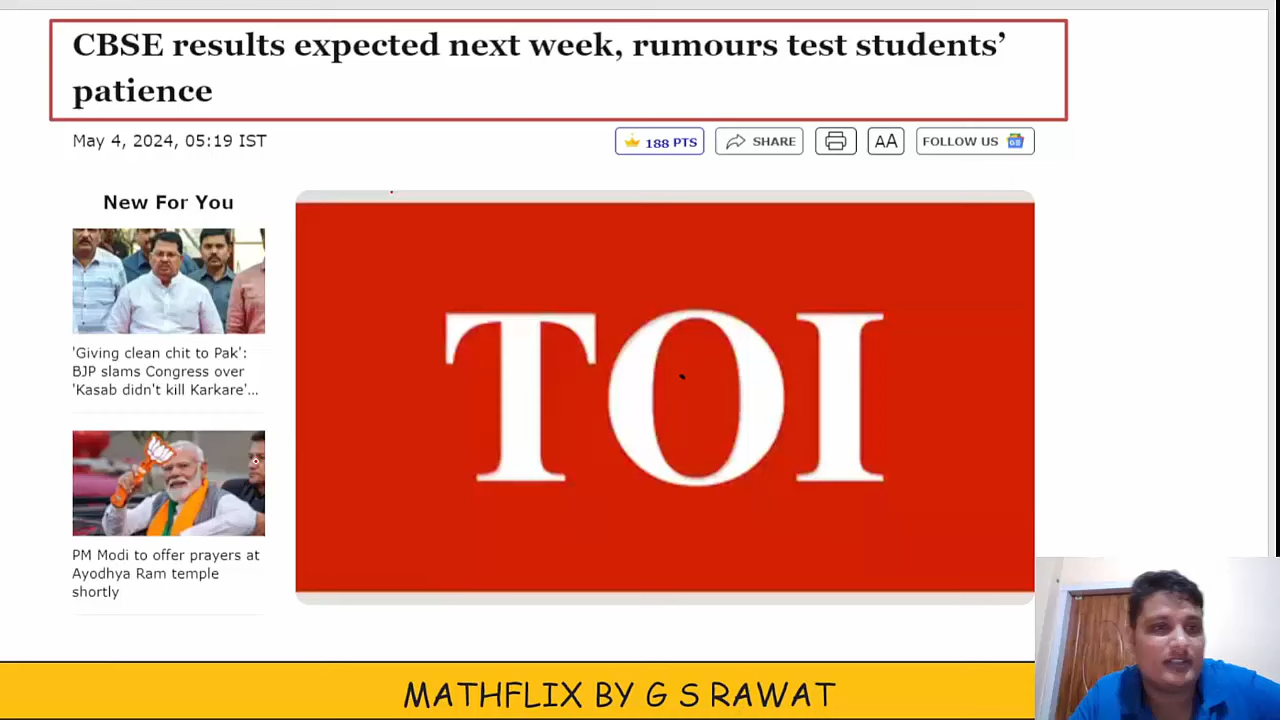 CBSE results expected next week, rumours test students’
patience
May 4, 2024, 05:19 IST
188 PTS
SHARE
AA
FOLLOW US
New For You
'Giving clean chit to Pak':
BJP slams Congress over
'Kasab didn't kill Karkare'...
PM Modi to offer prayers at
Ayodhya Ram temple
shortly
TOI
MATHFLIX BY G S RAWAT